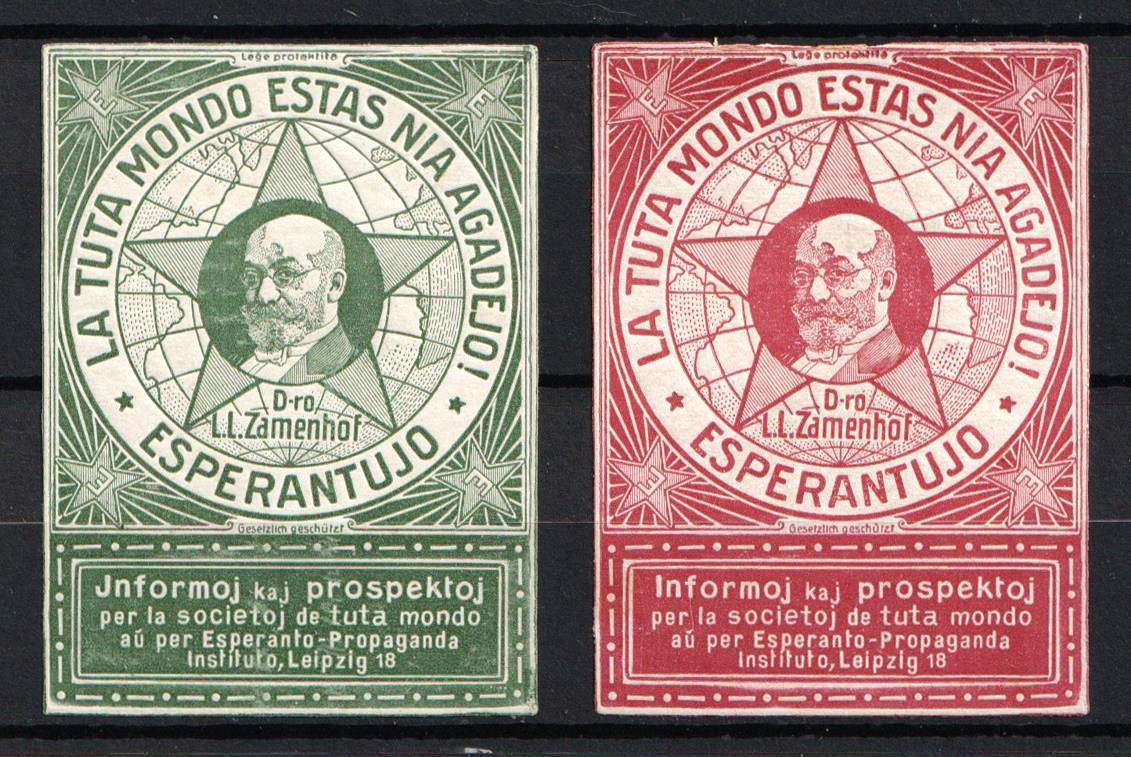 Leĝe protektita
E
E
LA TUTA MONDO ESTAS NIA AGADEJO!
D-ro
L.L. Zamenhof
★ ESPERANTUJO ★
E
E
Gesetzlich geschützt
Jnformoj kaj prospektoj
per la societoj de tuta mondo
aŭ per Esperanto-Propaganda
Instituto, Leipzig 18
Leĝe protektita
E
E
LA TUTA MONDO ESTAS NIA AGADEJO!
D-ro
L.L. Zamenhof
★ ESPERANTUJO ★
E
E
Gesetzlich geschützt
Informoj kaj prospektoj
per la societoj de tuta mondo
aŭ per Esperanto-Propaganda
Instituto, Leipzig 18